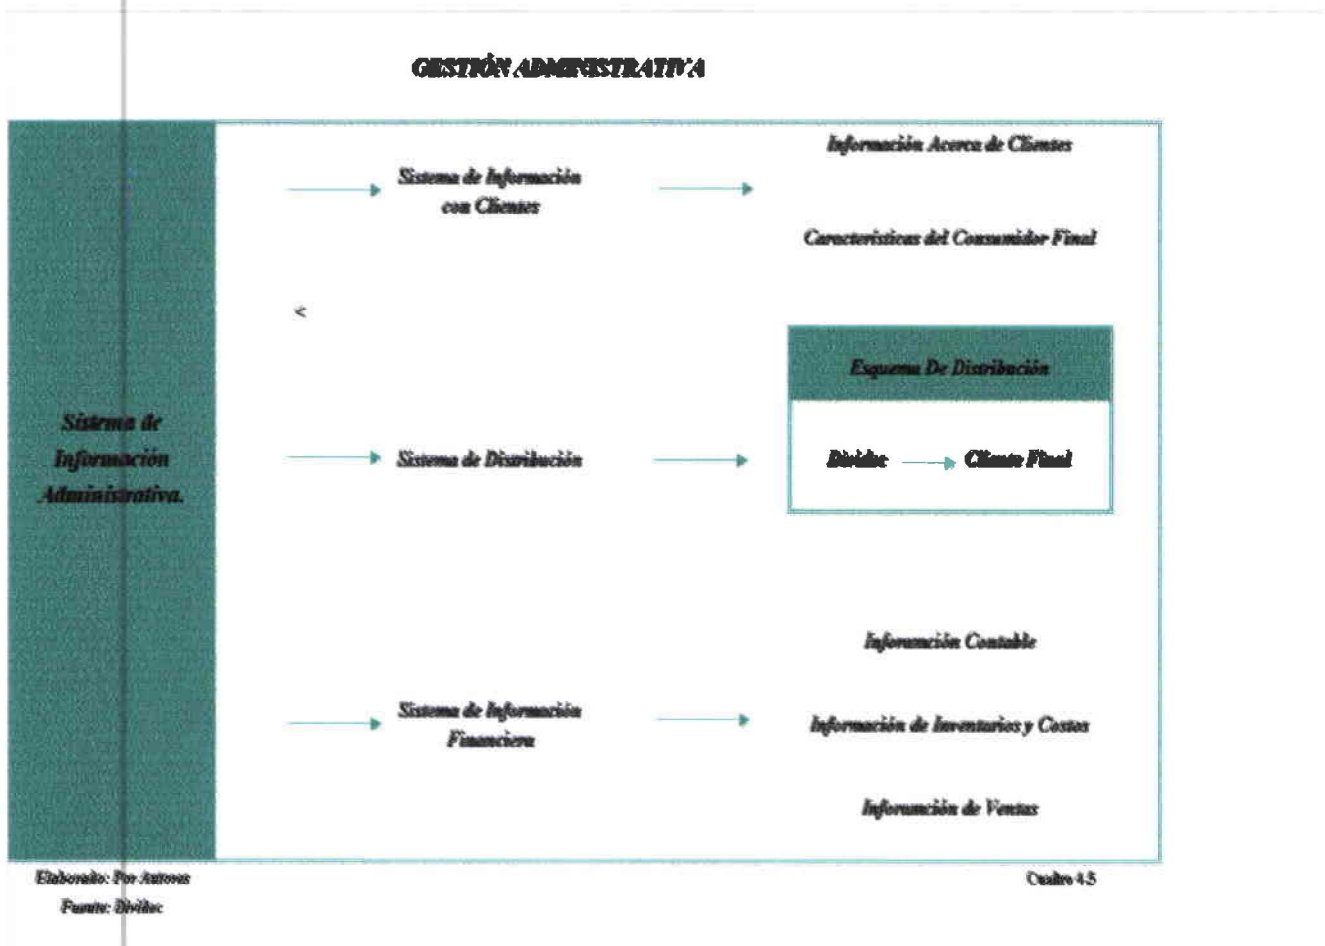 GESTIÓN ADMINISTRATIVA
Información Acerca de Clientes
Sistema de Información
con Clientes
Características del Consumidor Final
<
Esquema De Distribución
Sistema de
Información
Administrativa.
Sistema de Distribución
Dividec
Cliente Final
Información Contable
Sistema de Información
Financiera
Información de Inventarios y Costos
Información de Ventas
Elaborado: Por Autores
Cuadro 4.5
Fuente: Dividec